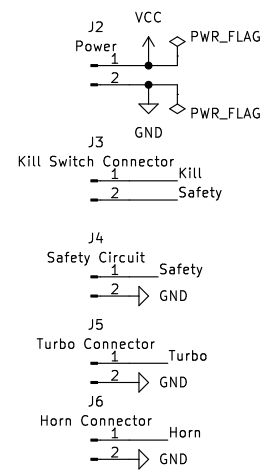 J2
VCC
Power
PWR_FLAG
1
2
PWR_FLAG
GND
J3
Kill Switch Connector
1
Kill
2
Safety
J4
Safety Circuit
1
Safety
2
GND
J5
Turbo Connector
1
Turbo
2
GND
J6
Horn Connector
1
Horn
2
GND